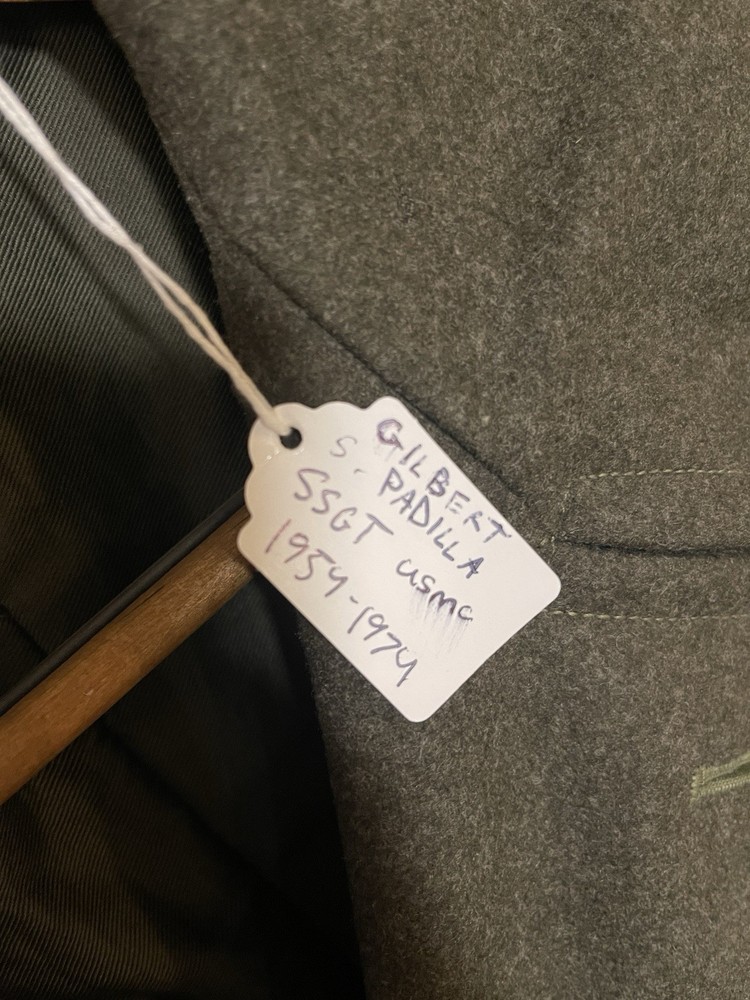 GILBERT
S. PADILLA
SSGT USMC
1954-1974